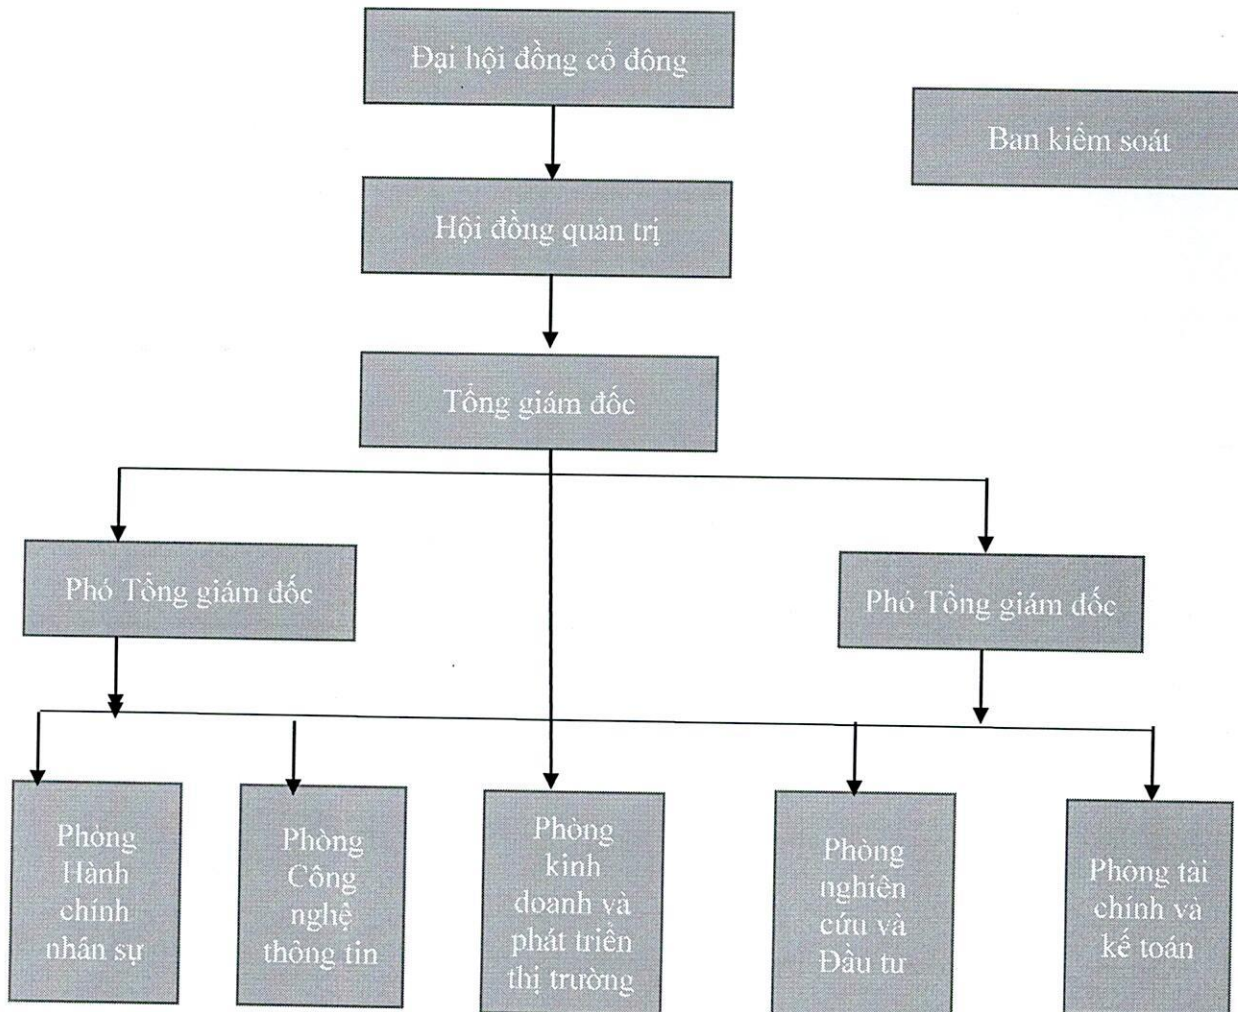 Đại hội đồng cổ đông
Ban kiểm soát
Hội đồng quản trị
Tổng giám đốc
Phó Tổng giám đốc
Phó Tổng giám đốc
Phòng
Hành
chính
nhân sự
Phòng
Công
nghệ
thông tin
Phòng
kinh
doanh và
phát triển
thị trường
Phòng
nghiên
cứu và
Đầu tư
Phòng tài
chính và
kế toán